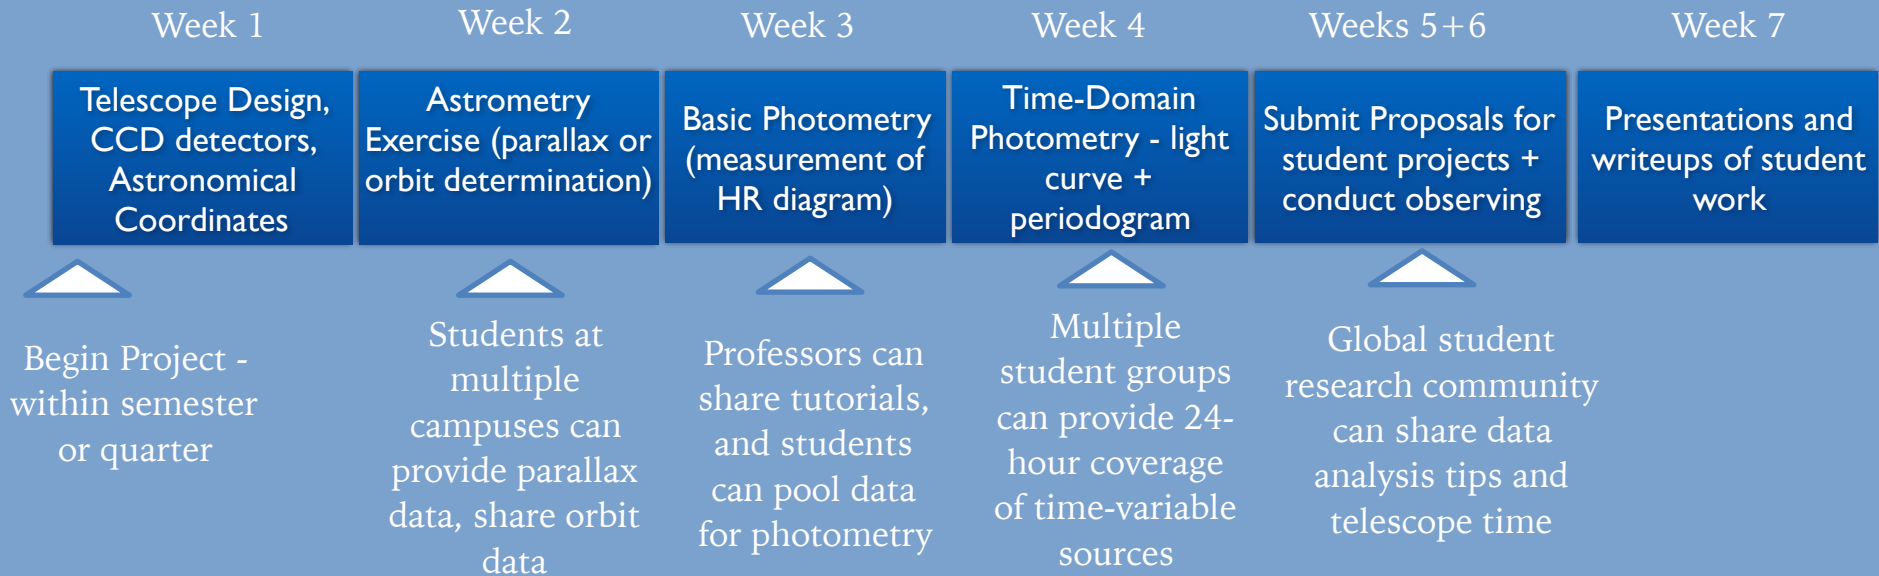 Week 1
Week 2
Week 3
Week 4
Weeks 5+6
Week 7
Telescope Design,
CCD detectors,
Astronomical
Coordinates
Astrometry
Exercise (parallax or
orbit determination)
Basic Photometry
(measurement of
HR diagram)
Time-Domain
Photometry - light
curve +
periodogram
Submit Proposals for
student projects +
conduct observing
Presentations and
writeups of student
work
Begin Project -
within semester
or quarter
Students at
multiple
campuses can
provide parallax
data, share orbit
data
Professors can
share tutorials,
and students
can pool data
for photometry
Multiple
student groups
can provide 24-
hour coverage
of time-variable
sources
Global student
research community
can share data
analysis tips and
telescope time